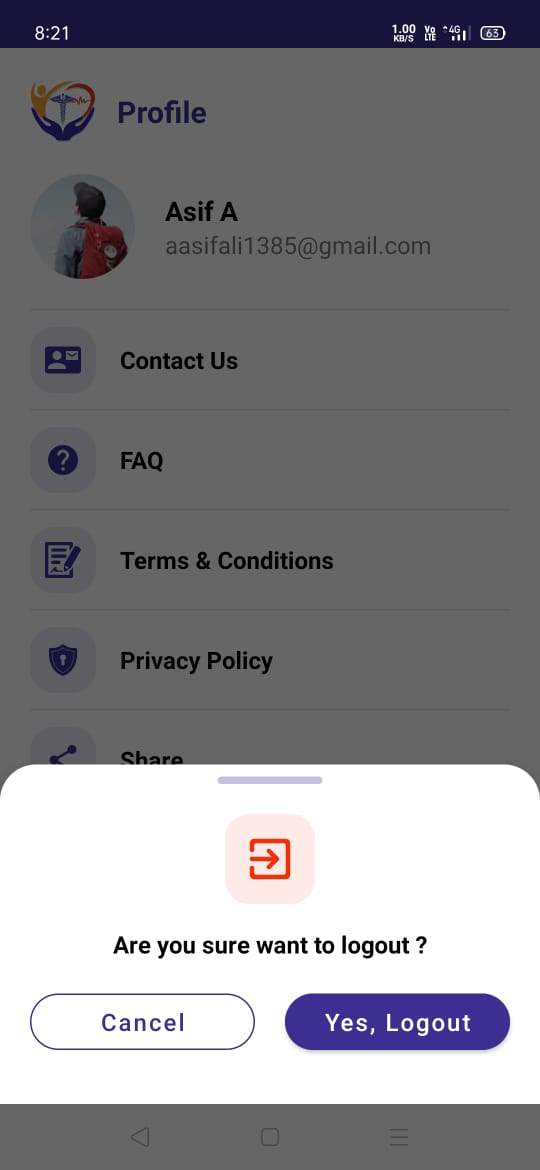 8:21
1.00
KB/S
Vo
LTE
4G
63
Profile
Asif A
aasifali1385@gmail.com
Contact Us
FAQ
Terms & Conditions
Privacy Policy
Share
Are you sure want to logout ?
Cancel
Yes, Logout